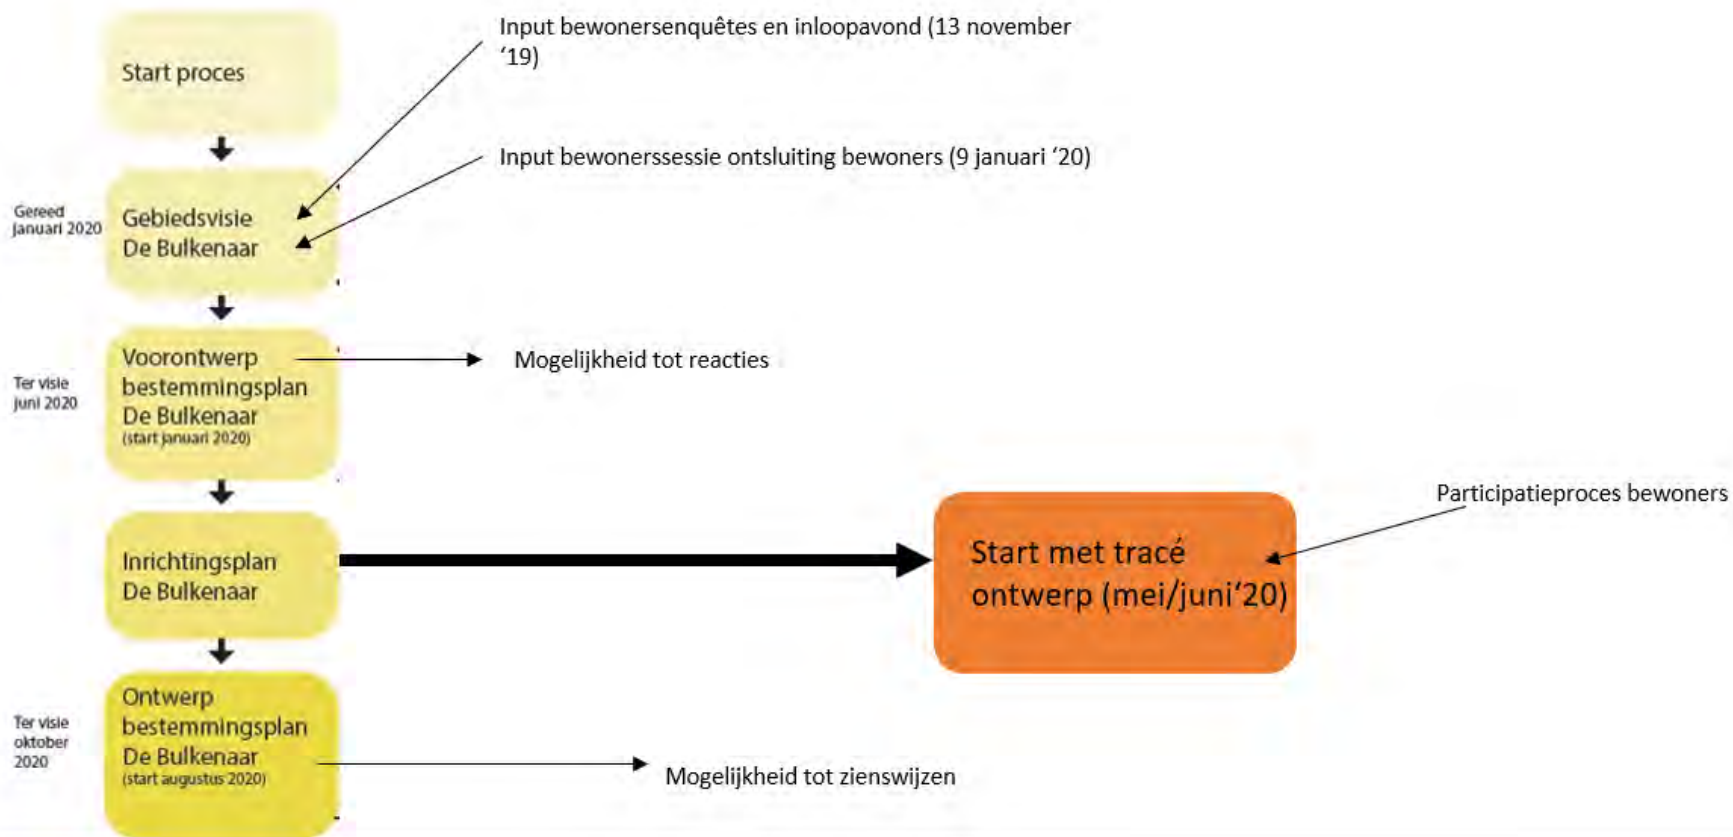 Input bewonersenquêtes en inloopavond (13 november
‘19)
Start proces
Input bewonerssessie ontsluiting bewoners (9 januari ‘20)
Gereed
januari 2020
Gebiedsvisie
De Bulkenaar
Ter visie
juni 2020
Voorontwerp
bestemmingsplan
De Bulkenaar
(start januari 2020)
Mogelijkheid tot reacties
Participatieproces bewoners
Inrichtingsplan
De Bulkenaar
Start met tracé
ontwerp (mei/juni‘20)
Ter visie
oktober
2020
Ontwerp
bestemmingsplan
De Bulkenaar
(start augustus 2020)
Mogelijkheid tot zienswijzen